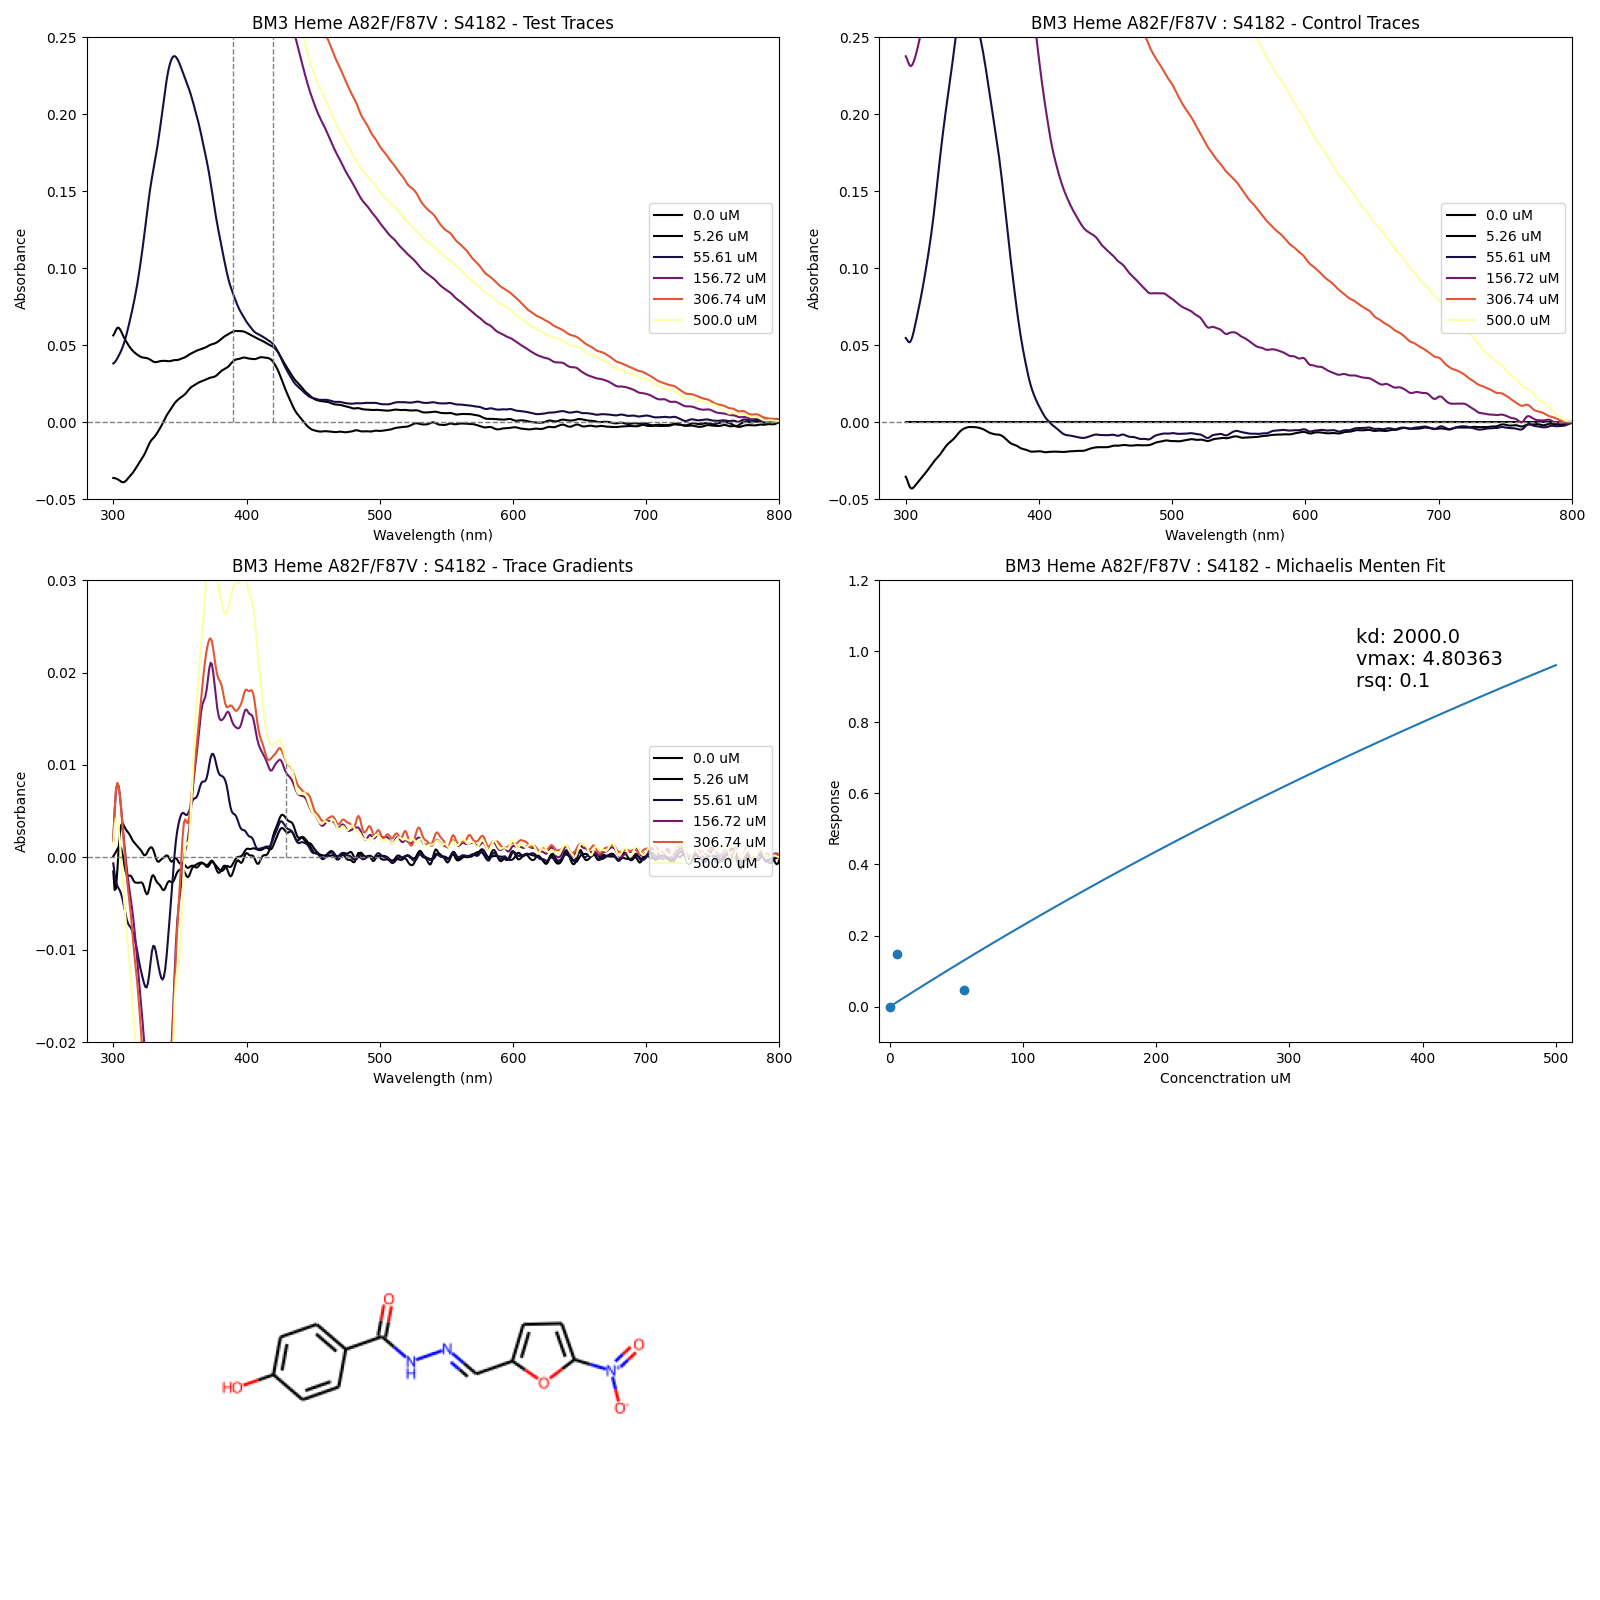 BM3 Heme A82F/F87V : S4182 - Test Traces
0.25
0.20
0.15
0.10
0.05
0.00
−0.05
Absorbance
0.0 uM
5.26 uM
55.61 uM
156.72 uM
306.74 uM
500.0 uM
300 400 500 600 700 800
Wavelength (nm)
BM3 Heme A82F/F87V : S4182 - Control Traces
0.25
0.20
0.15
0.10
0.05
0.00
−0.05
Absorbance
0.0 uM
5.26 uM
55.61 uM
156.72 uM
306.74 uM
500.0 uM
300 400 500 600 700 800
Wavelength (nm)
BM3 Heme A82F/F87V : S4182 - Trace Gradients
0.03
0.02
0.01
0.00
−0.01
−0.02
Absorbance
0.0 uM
5.26 uM
55.61 uM
156.72 uM
306.74 uM
500.0 uM
300 400 500 600 700 800
Wavelength (nm)
BM3 Heme A82F/F87V : S4182 - Michaelis Menten Fit
1.2
1.0
0.8
0.6
0.4
0.2
0.0
Response
kd: 2000.0
vmax: 4.80363
rsq: 0.1
0 100 200 300 400 500
Concenctration uM
O
N
O
HO
N
H
O
N+
O-